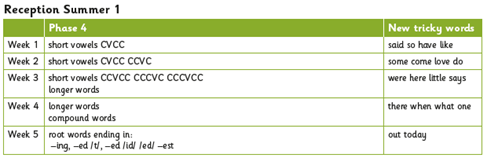 Reception Summer 1
Phase 4 New tricky words
Week 1 short vowels CVCC said so have like
Week 2 short vowels CVCC CCVC some come love do
Week 3 short vowels CCVCC CCCVC CCCVCC were here little says
longer words
Week 4 longer words there when what one
compound words
Week 5 root words ending in: out today
–ing, –ed /t/, –ed /id/ /ed/ –est